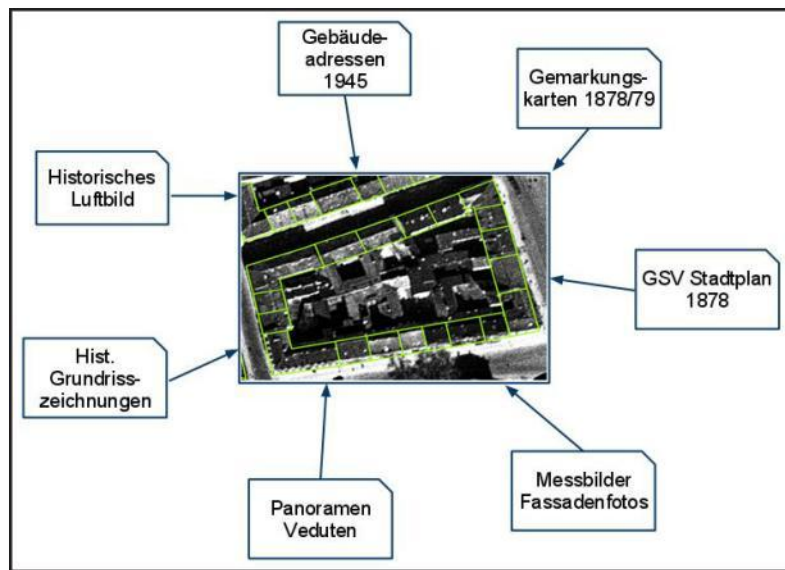 Gebäude-
adressen
1945
Gemarkungs-
karten 1878/79
Historisches
Luftbild
GSV Stadtplan
1878
Hist.
Grundriss-
zeichnungen
Messbilder
Fassadenfotos
Panoramen
Veduten